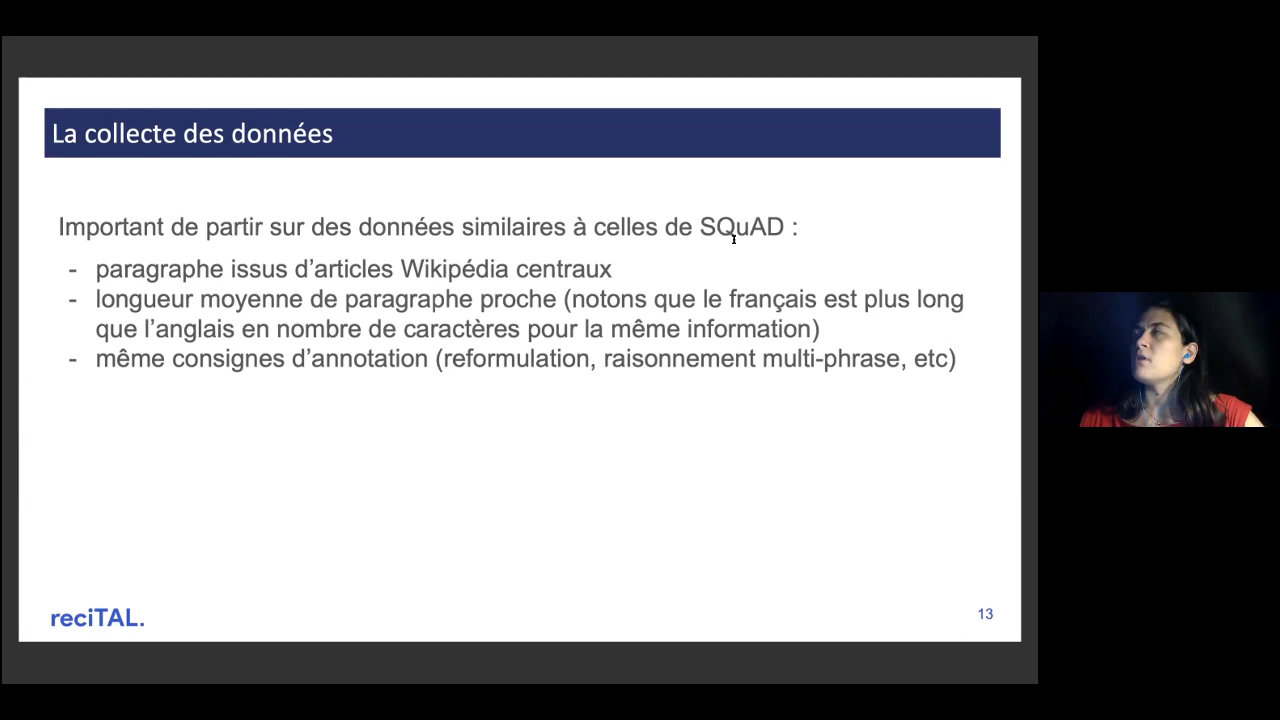 La collecte des données
Important de partir sur des données similaires à celles de SQuAD :
- paragraphe issus d’articles Wikipédia centraux
- longueur moyenne de paragraphe proche (notons que le français est plus long
que l’anglais en nombre de caractères pour la même information)
- même consignes d’annotation (reformulation, raisonnement multi-phrase, etc)
reciTAL.
13